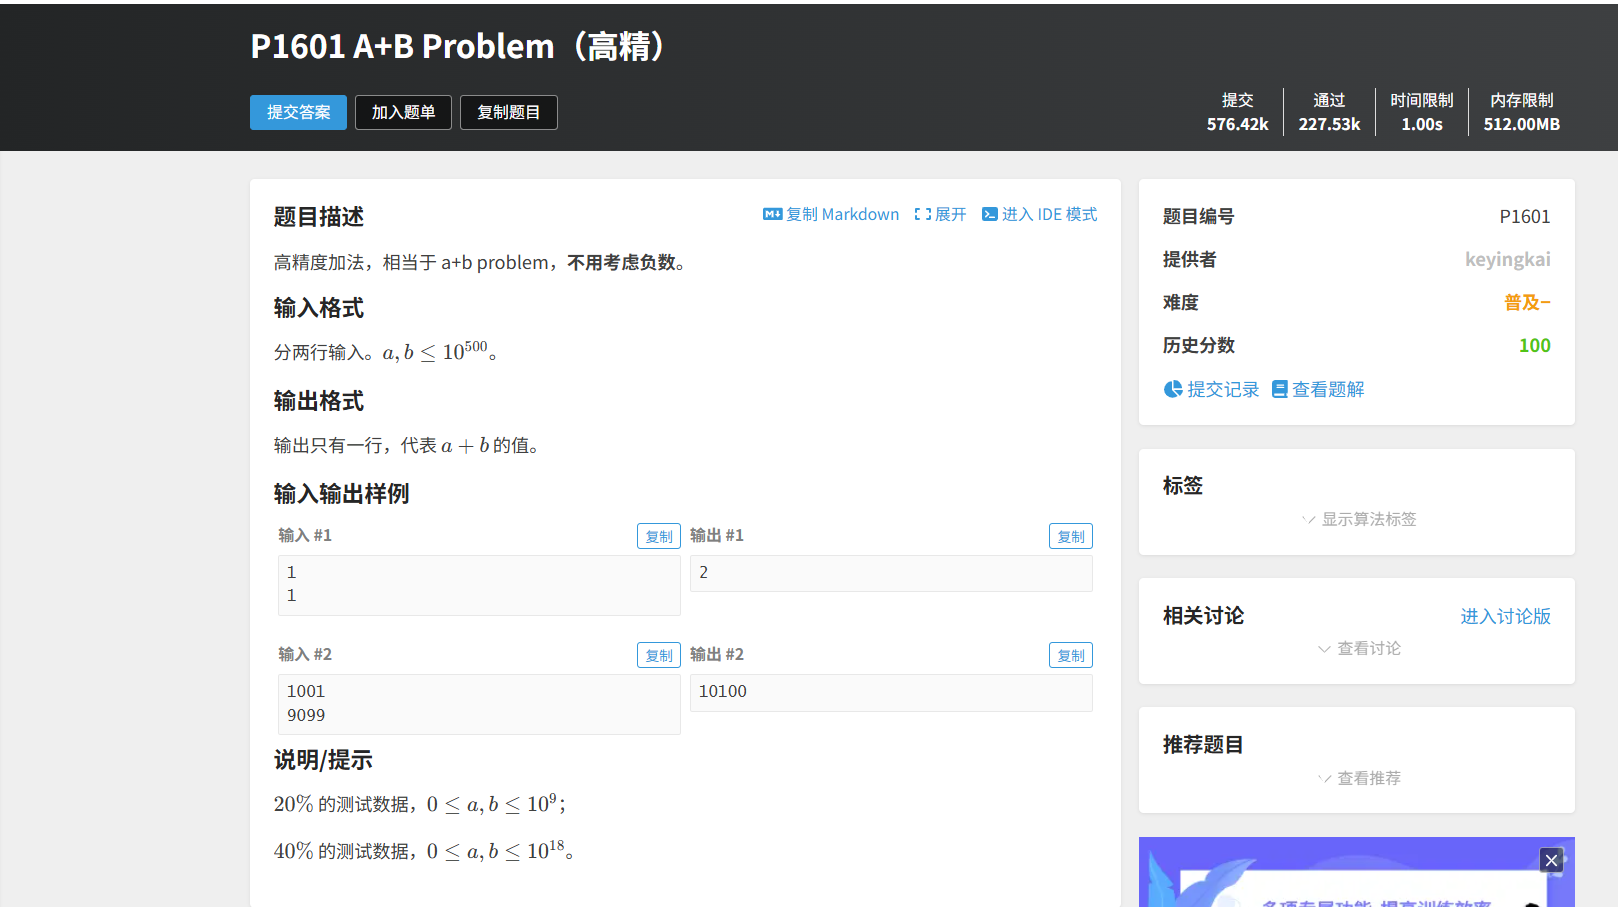 P1601 A+B Problem（高精）
提交答案 加入题单 复制题目
提交 通过 时间限制 内存限制
576.42k 227.53k 1.00s 512.00MB
题目描述 复制 Markdown 展开 进入 IDE 模式
高精度加法，相当于 a+b problem，不用考虑负数。
输入格式
分两行输入。a, b ≤ 10^500。
输出格式
输出只有一行，代表 a + b 的值。
输入输出样例
输入 #1 复制 输出 #1 复制
1
1
2
输入 #2 复制 输出 #2 复制
1001
9099
10100
说明/提示
20% 的测试数据，0 ≤ a, b ≤ 10^9；
40% 的测试数据，0 ≤ a, b ≤ 10^18。
题目编号 P1601
提供者 keyingkai
难度 普及−
历史分数 100
提交记录 查看题解
标签
显示算法标签
相关讨论 进入讨论版
查看讨论
推荐题目
查看推荐